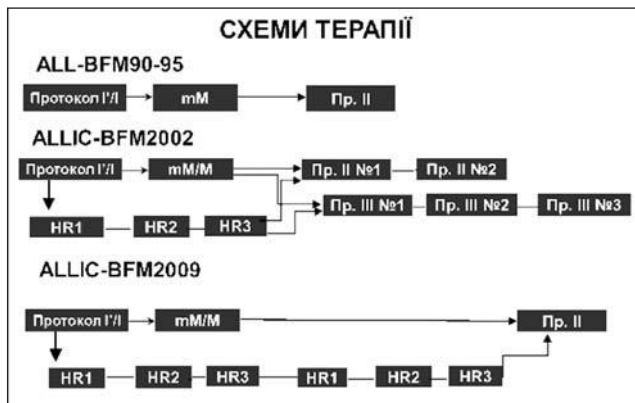 СХЕМИ ТЕРАПІЇ
ALL-BFM90-95
Протокол I'/I mM Пр. II
ALLIC-BFM2002
Протокол I'/I mM/M Пр. II №1 Пр. II №2
HR1 HR2 HR3 Пр. III №1 Пр. III №2 Пр. III №3
ALLIC-BFM2009
Протокол I'/I mM/M Пр. II
HR1 HR2 HR3 HR1 HR2 HR3